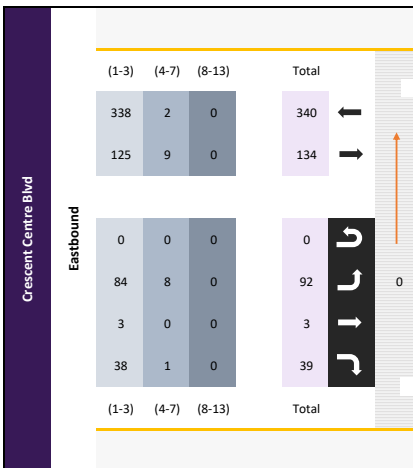 Crescent Centre Blvd
Eastbound
(1-3) (4-7) (8-13) Total
338 2 0 340
125 9 0 134
0 0 0 0
84 8 0 92 0
3 0 0 3
38 1 0 39
(1-3) (4-7) (8-13) Total